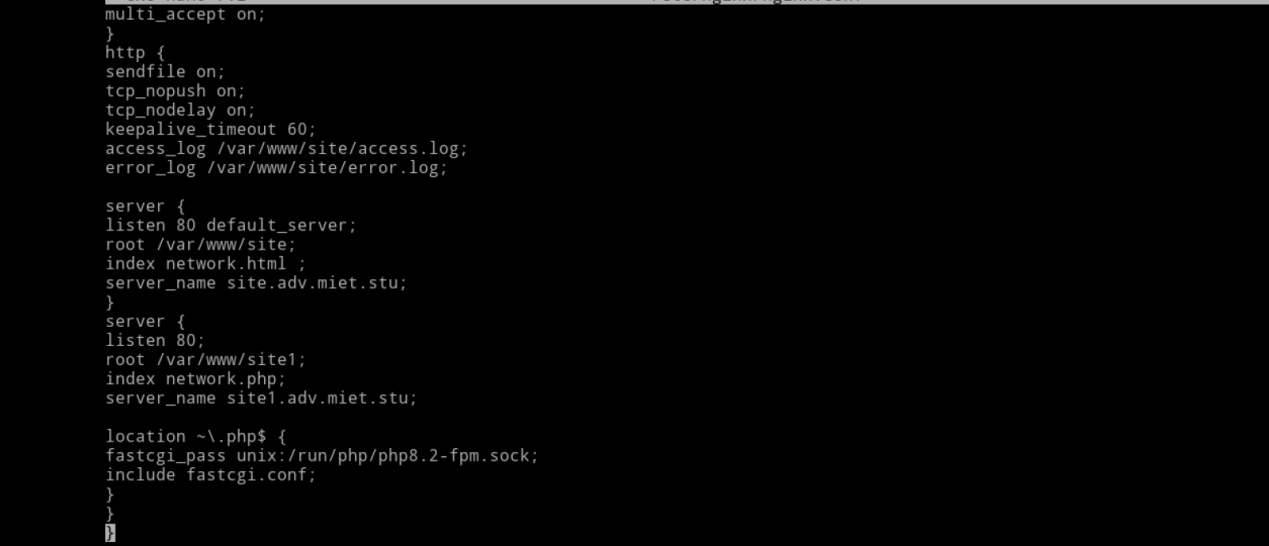 multi_accept on;
}
http {
sendfile on;
tcp_nopush on;
tcp_nodelay on;
keepalive_timeout 60;
access_log /var/www/site/access.log;
error_log /var/www/site/error.log;
server {
listen 80 default_server;
root /var/www/site;
index network.html ;
server_name site.adv.miet.stu;
}
server {
listen 80;
root /var/www/site1;
index network.php;
server_name site1.adv.miet.stu;
location ~\.php$ {
fastcgi_pass unix:/run/php/php8.2-fpm.sock;
include fastcgi.conf;
}
}
}